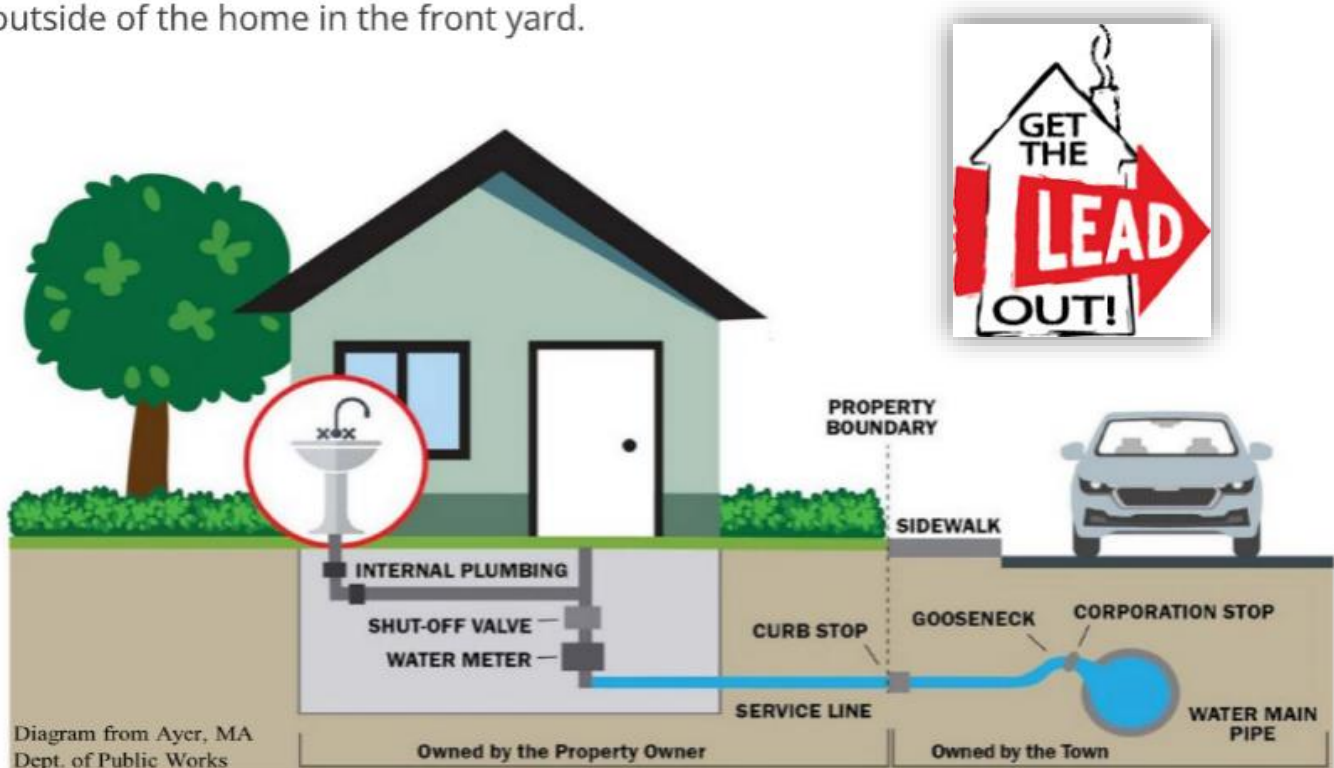 outside of the home in the front yard.
GET
THE
LEAD
OUT!
PROPERTY
BOUNDARY
SIDEWALK
INTERNAL PLUMBING
SHUT-OFF VALVE
WATER METER
CURB STOP
GOOSENECK
CORPORATION STOP
SERVICE LINE
WATER MAIN
PIPE
Diagram from Ayer, MA
Dept. of Public Works
Owned by the Property Owner
Owned by the Town